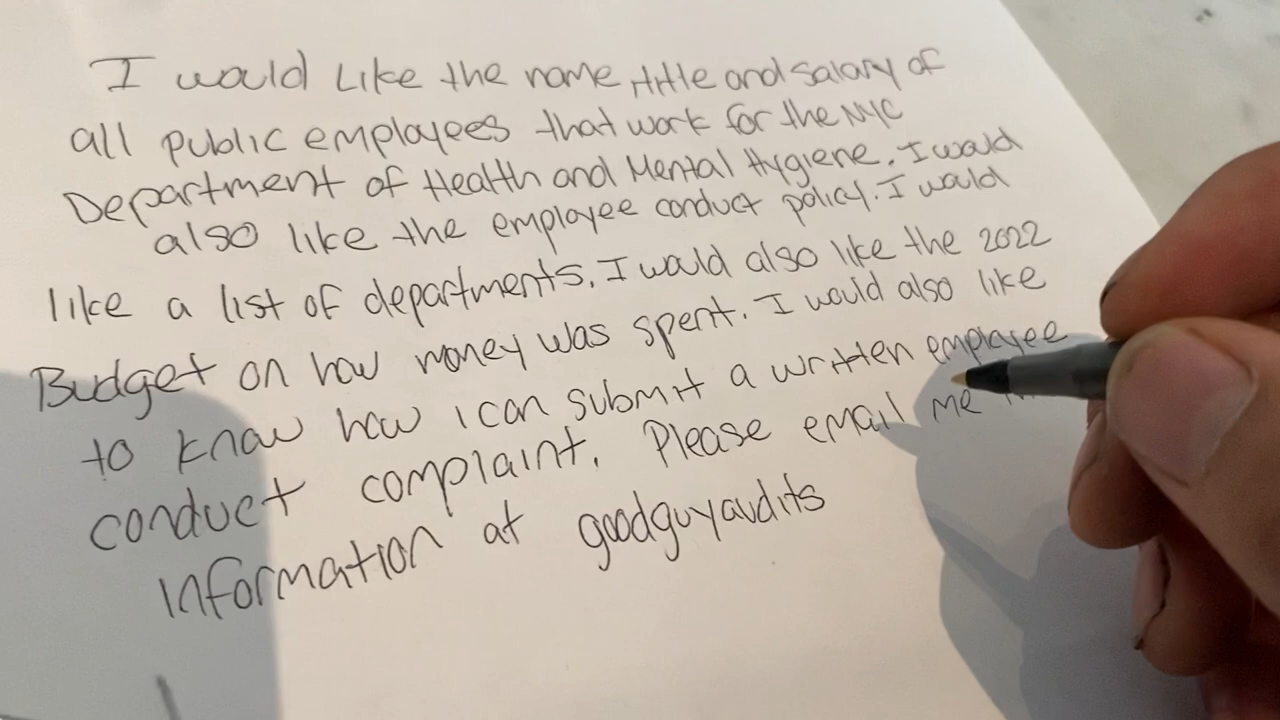 I would Like the name title and salary of
all public employees that work for the NYC
Department of Health and Mental Hygiene. I would
also like the employee conduct policy. I would
like a list of departments. I would also like the 2022
Budget on how money was spent. I would also like
to know how I can submit a written employee
conduct complaint. Please email me
information at goodguyaudits